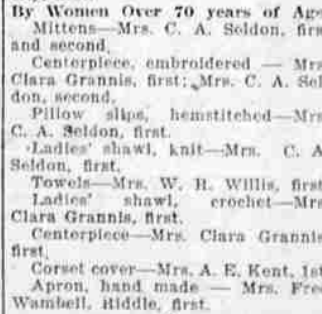 By Women Over 70 years of Age
Mittens—Mrs. C. A. Seldon, firs
and second.
Centerpiece, embroidered — Mrs
Clara Grannis, first; Mrs. C. A. Sel
don, second.
Pillow slips, hemstitched—Mrs
C. A. Seldon, first.
Ladies' shawl, knit—Mrs. C. A
Seldon, first.
Towels—Mrs. W. R. Willis, first
Ladies' shawl, crochet—Mrs.
Clara Grannis, first.
Centerpiece—Mrs. Clara Grannis
first.
Corset cover—Mrs. A. E. Kent, 1st
Apron, hand made — Mrs. Fred
Wambell, Riddle, first.